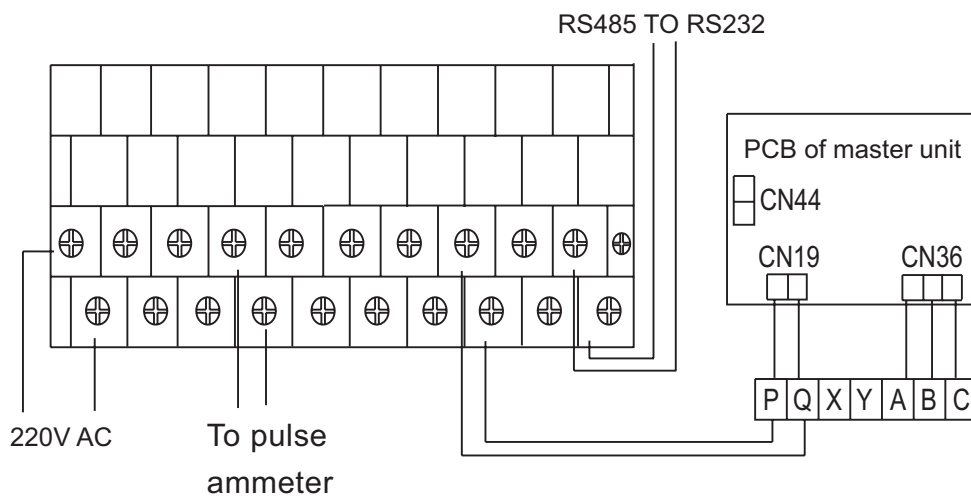 RS485 TO RS232
PCB of master unit
CN44
CN19 CN36
P Q X Y A B C
220V AC
To pulse
ammeter